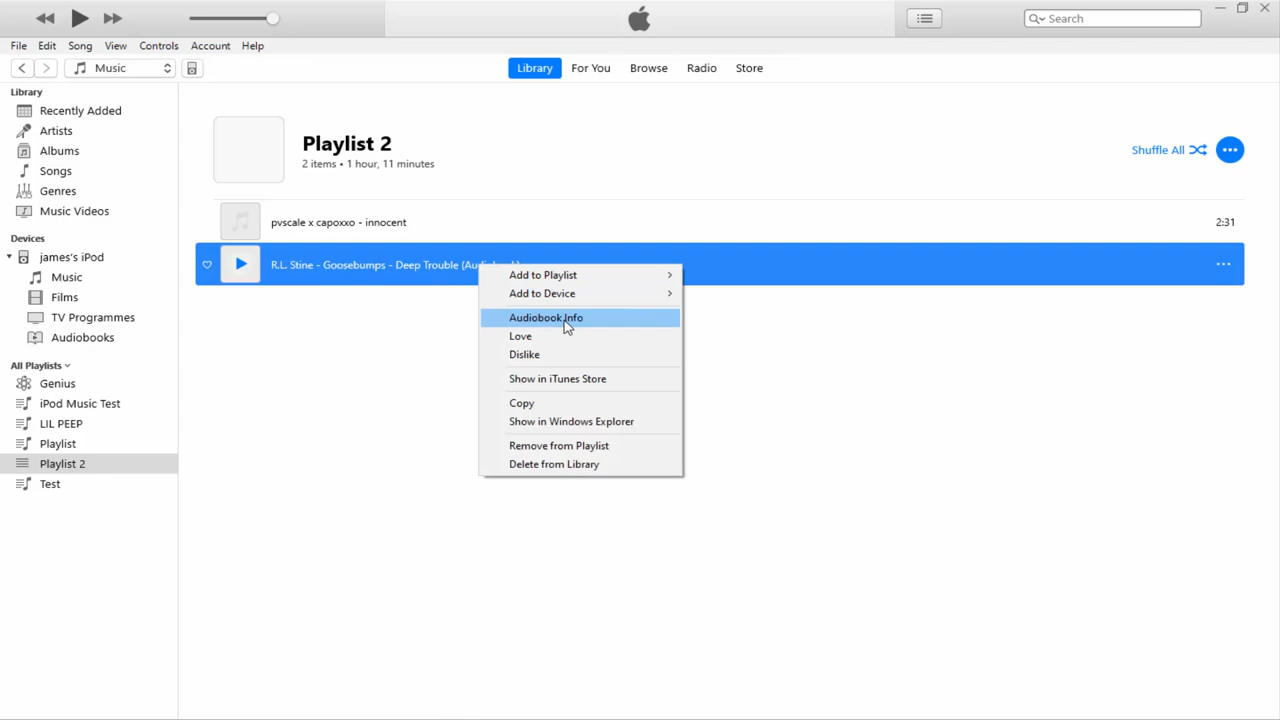 Search
File Edit Song View Controls Account Help
Music
Library For You Browse Radio Store
Library
Recently Added
Artists
Albums
Songs
Genres
Music Videos
Devices
james's iPod
Music
Films
TV Programmes
Audiobooks
All Playlists
Genius
iPod Music Test
LIL PEEP
Playlist
Playlist 2
Test
Playlist 2
2 items • 1 hour, 11 minutes
Shuffle All
pvscale x capoxxo - innocent 2:31
R.L. Stine - Goosebumps - Deep Trouble
Add to Playlist
Add to Device
Audiobook Info
Love
Dislike
Show in iTunes Store
Copy
Show in Windows Explorer
Remove from Playlist
Delete from Library